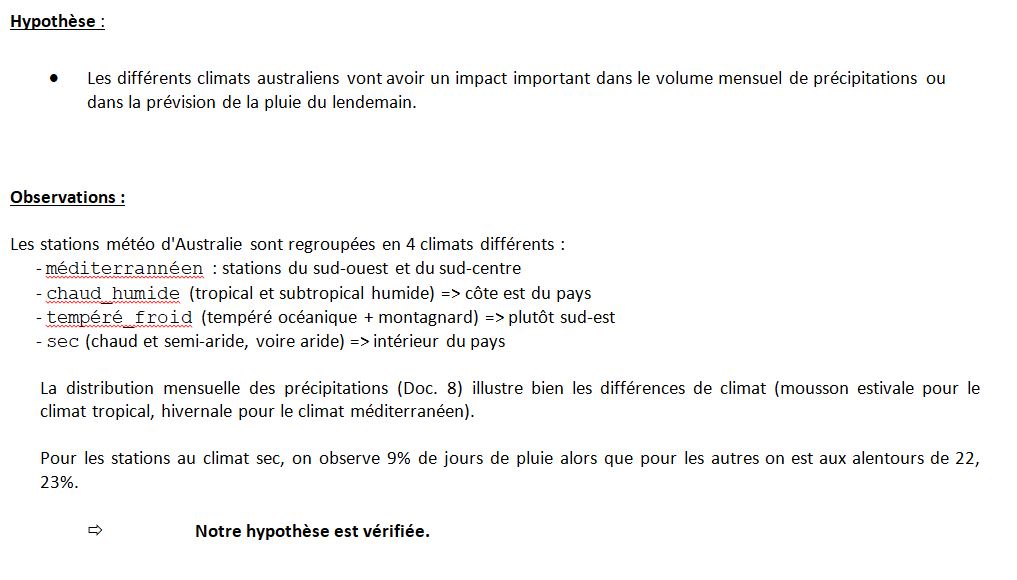 Hypothèse :
● Les différents climats australiens vont avoir un impact important dans le volume mensuel de précipitations ou
dans la prévision de la pluie du lendemain.
Observations :
Les stations météo d'Australie sont regroupées en 4 climats différents :
- méditerrannéen : stations du sud-ouest et du sud-centre
- chaud_humide (tropical et subtropical humide) => côte est du pays
- tempéré_froid (tempéré océanique + montagnard) => plutôt sud-est
- sec (chaud et semi-aride, voire aride) => intérieur du pays
La distribution mensuelle des précipitations (Doc. 8) illustre bien les différences de climat (mousson estivale pour le
climat tropical, hivernale pour le climat méditerranéen).
Pour les stations au climat sec, on observe 9% de jours de pluie alors que pour les autres on est aux alentours de 22,
23%.
⇨ Notre hypothèse est vérifiée.